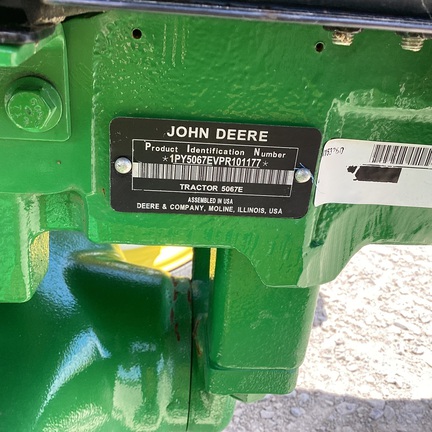 JOHN DEERE
Product Identification Number
*1PY5067EVPR101177*
TRACTOR 5067E
ASSEMBLED IN USA
DEERE & COMPANY, MOLINE, ILLINOIS, USA